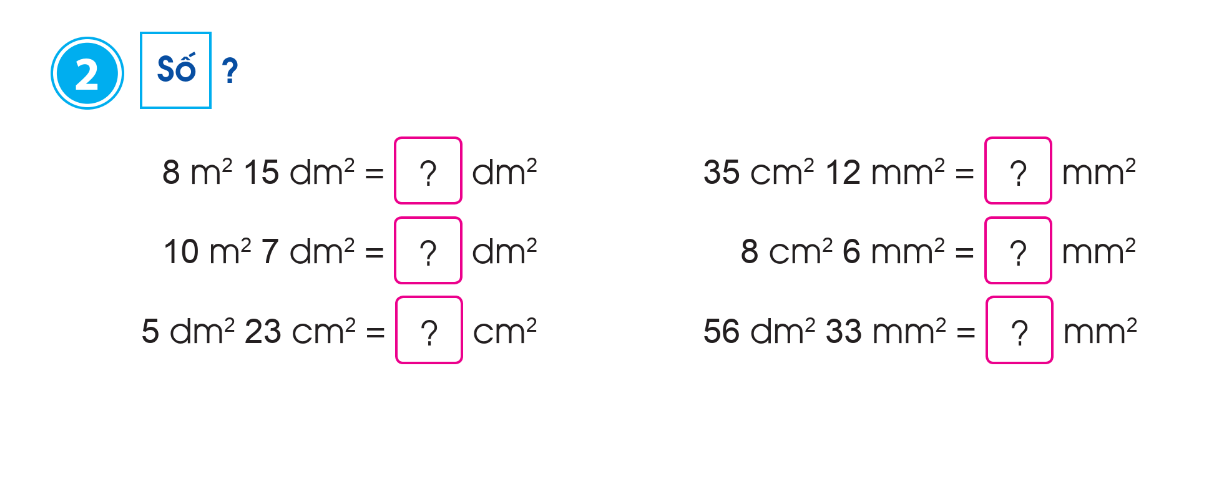 2 Số ?
8 m² 15 dm² = ? dm²
35 cm² 12 mm² = ? mm²
10 m² 7 dm² = ? dm²
8 cm² 6 mm² = ? mm²
5 dm² 23 cm² = ? cm²
56 dm² 33 mm² = ? mm²